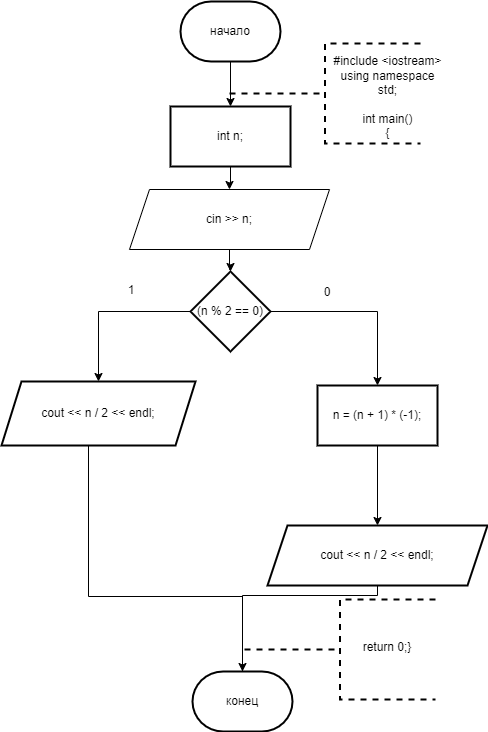 начало
#include <iostream>
using namespace
std;
int main()
{
int n;
cin >> n;
1
0
(n % 2 == 0)
cout << n / 2 << endl;
n = (n + 1) * (-1);
cout << n / 2 << endl;
return 0;}
конец